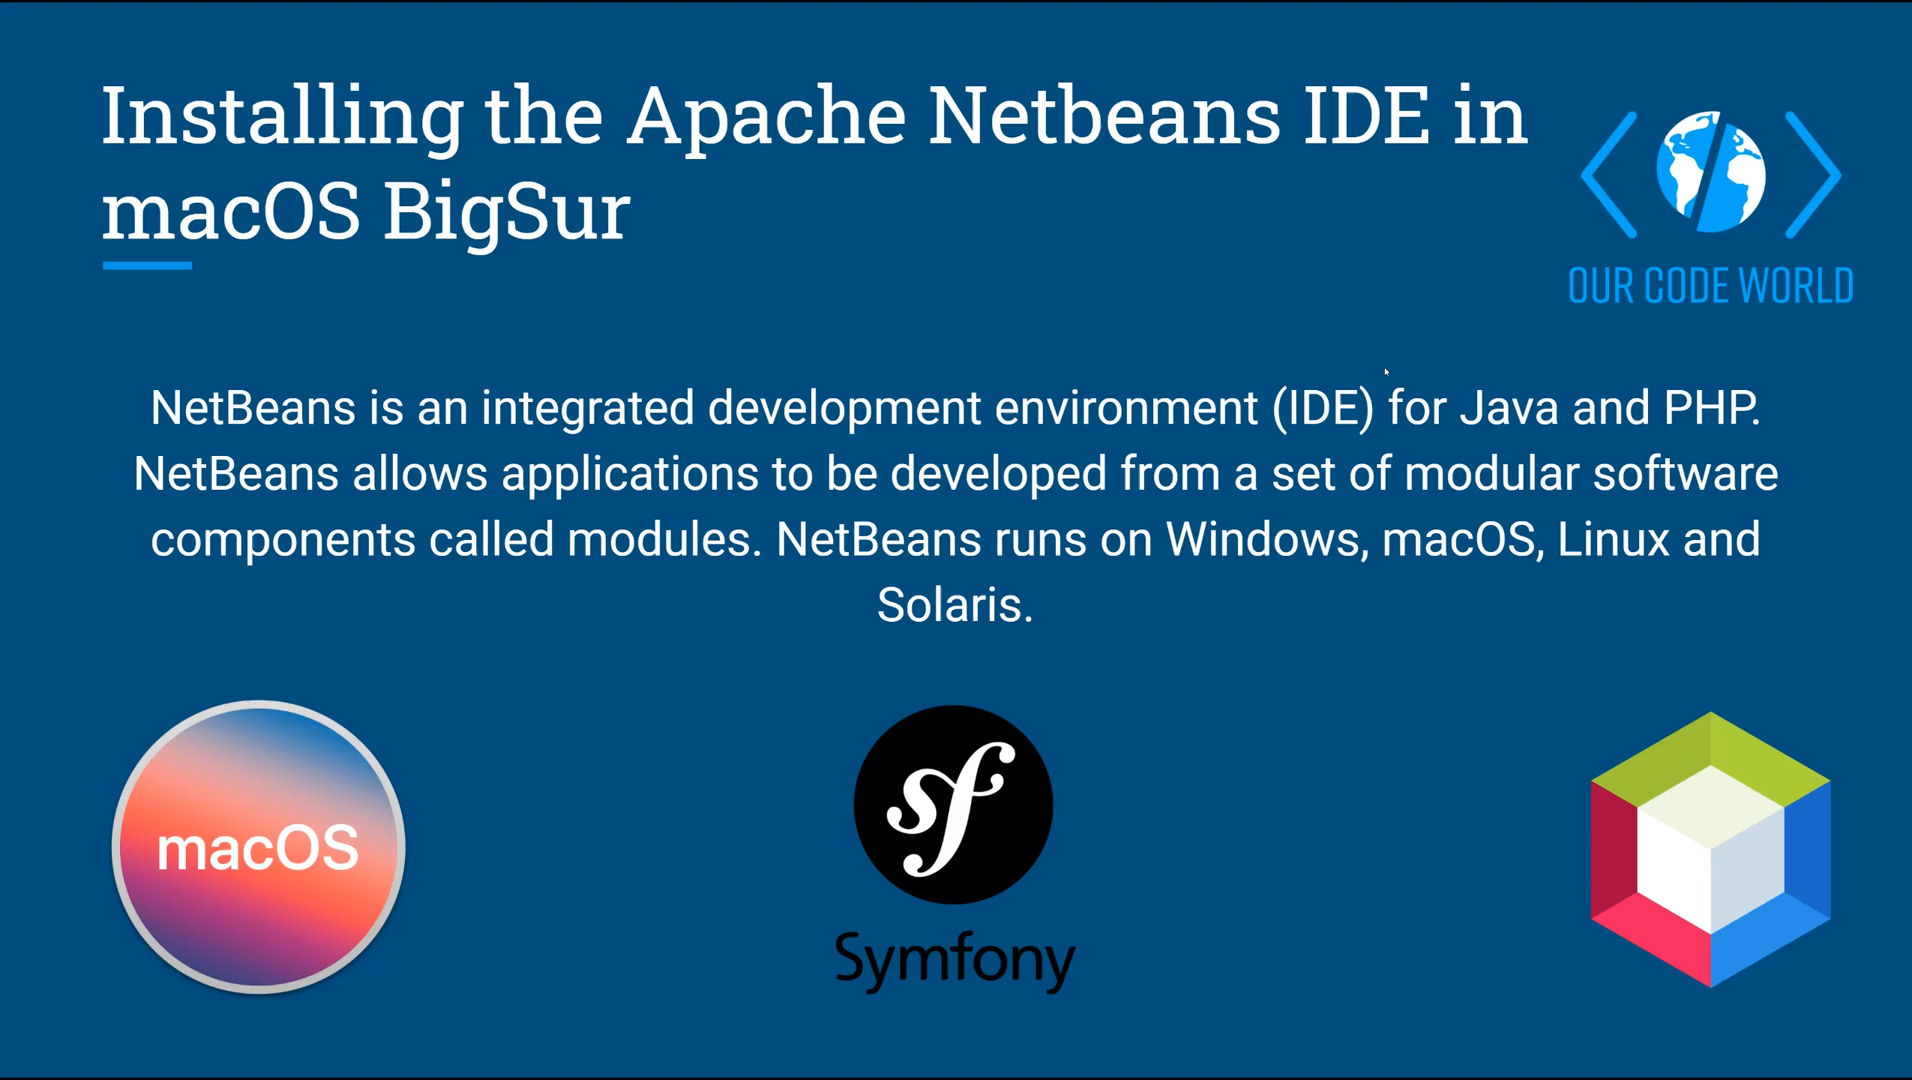 Installing the Apache Netbeans IDE in
macOS BigSur
OUR CODE WORLD
NetBeans is an integrated development environment (IDE) for Java and PHP.
NetBeans allows applications to be developed from a set of modular software
components called modules. NetBeans runs on Windows, macOS, Linux and
Solaris.
macOS
sf
Symfony